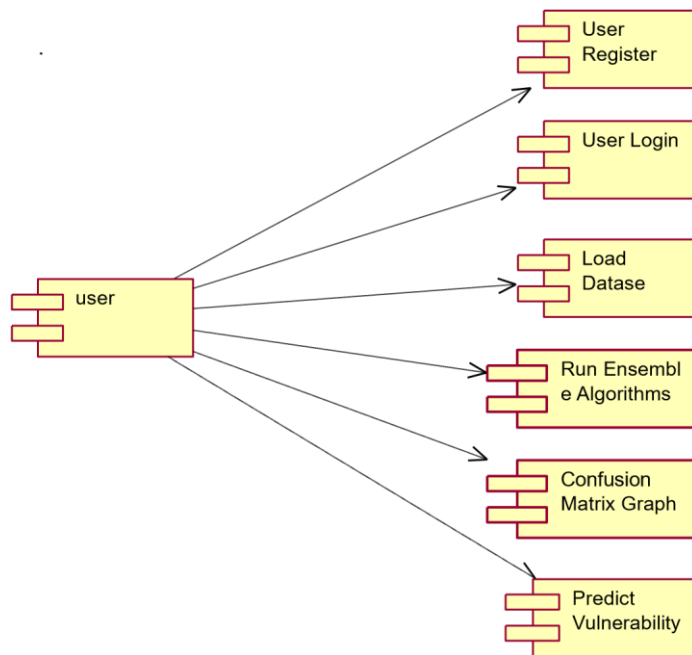 User
Register
User Login
Load
Datase
user
Run Ensembl
e Algorithms
Confusion
Matrix Graph
Predict
Vulnerability